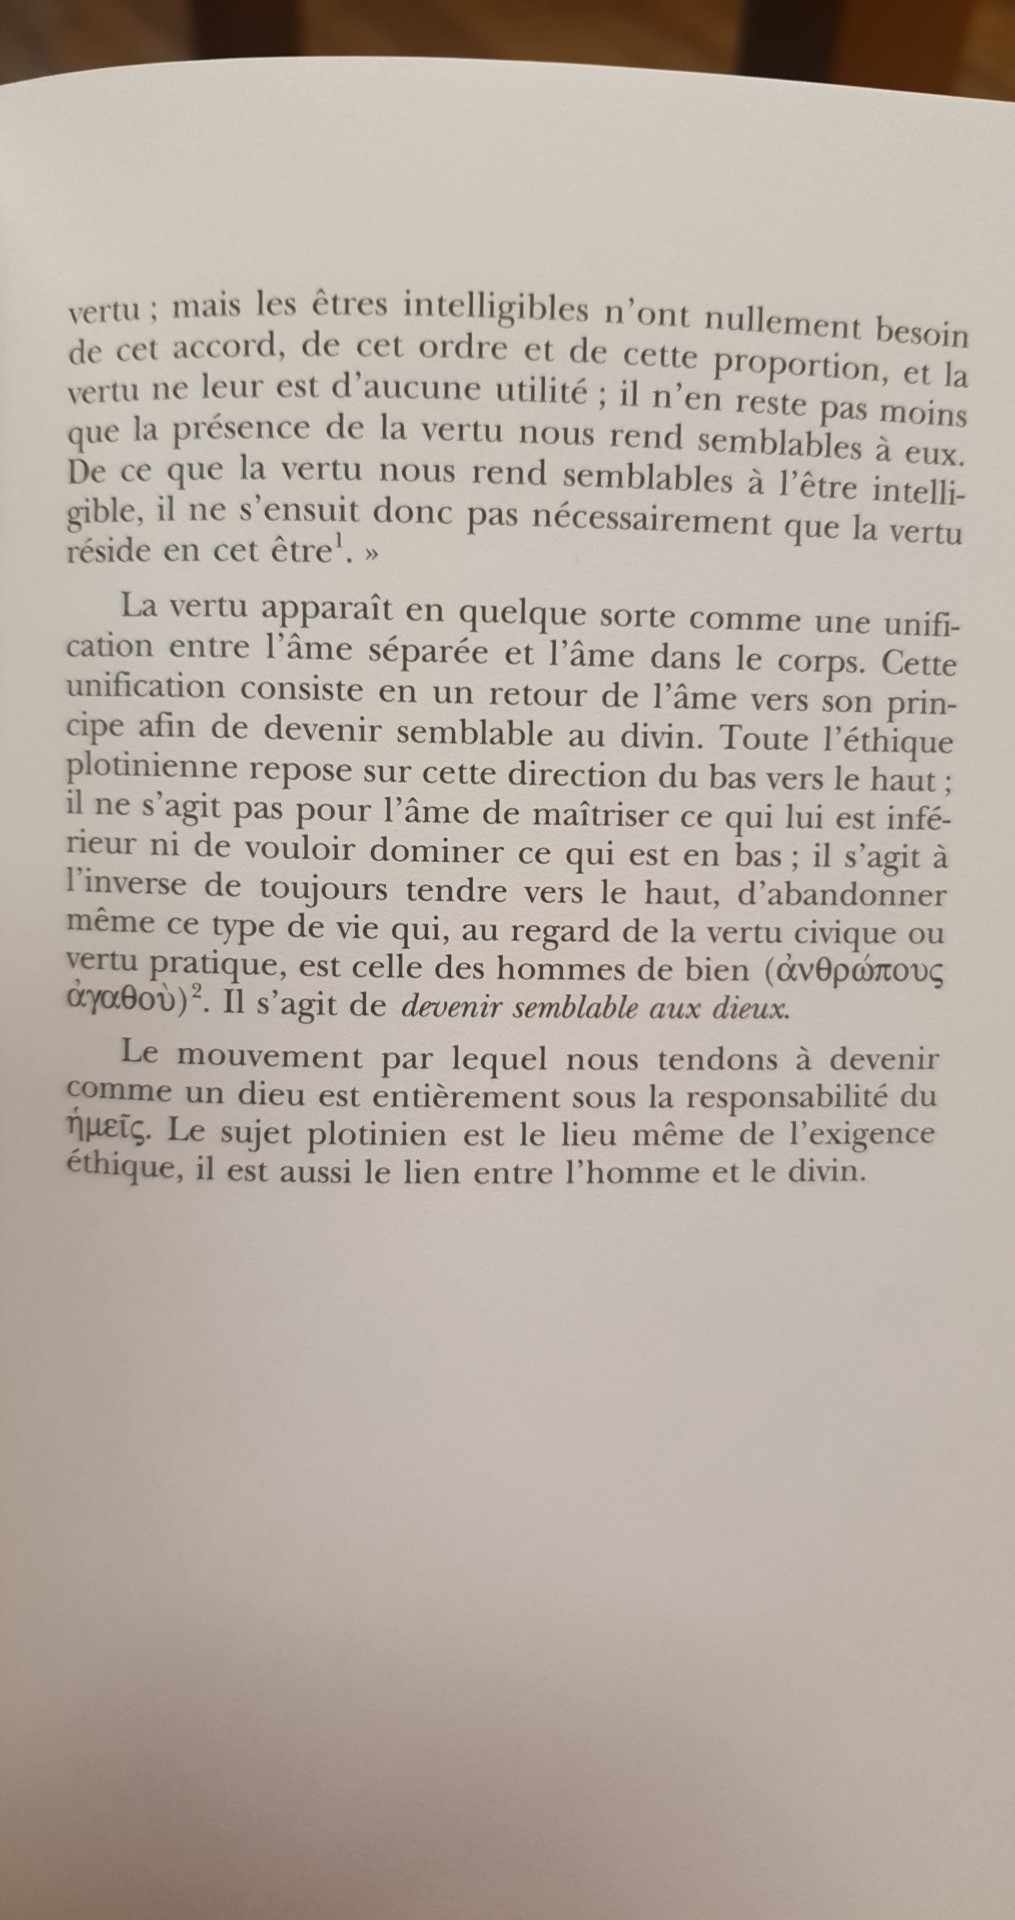 vertu ; mais les êtres intelligibles n'ont nullement besoin
de cet accord, de cet ordre et de cette proportion, et la
vertu ne leur est d'aucune utilité ; il n'en reste pas moins
que la présence de la vertu nous rend semblables à eux.
De ce que la vertu nous rend semblables à l'être intelli-
gible, il ne s'ensuit donc pas nécessairement que la vertu
réside en cet être¹. »
La vertu apparaît en quelque sorte comme une unifi-
cation entre l'âme séparée et l'âme dans le corps. Cette
unification consiste en un retour de l'âme vers son prin-
cipe afin de devenir semblable au divin. Toute l'éthique
plotinienne repose sur cette direction du bas vers le haut ;
il ne s'agit pas pour l'âme de maîtriser ce qui lui est infé-
rieur ni de vouloir dominer ce qui est en bas ; il s'agit à
l'inverse de toujours tendre vers le haut, d'abandonner
même ce type de vie qui, au regard de la vertu civique ou
vertu pratique, est celle des hommes de bien (ἀνθρώπους
ἀγαθοὺ)². Il s'agit de devenir semblable aux dieux.
Le mouvement par lequel nous tendons à devenir
comme un dieu est entièrement sous la responsabilité du
ἡμεῖς. Le sujet plotinien est le lieu même de l'exigence
éthique, il est aussi le lien entre l'homme et le divin.